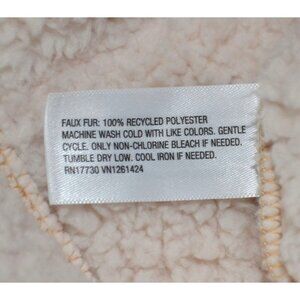 FAUX FUR: 100% RECYCLED POLYESTER
MACHINE WASH COLD WITH LIKE COLORS. GENTLE
CYCLE. ONLY NON-CHLORINE BLEACH IF NEEDED.
TUMBLE DRY LOW. COOL IRON IF NEEDED.
RN17730 VN1261424